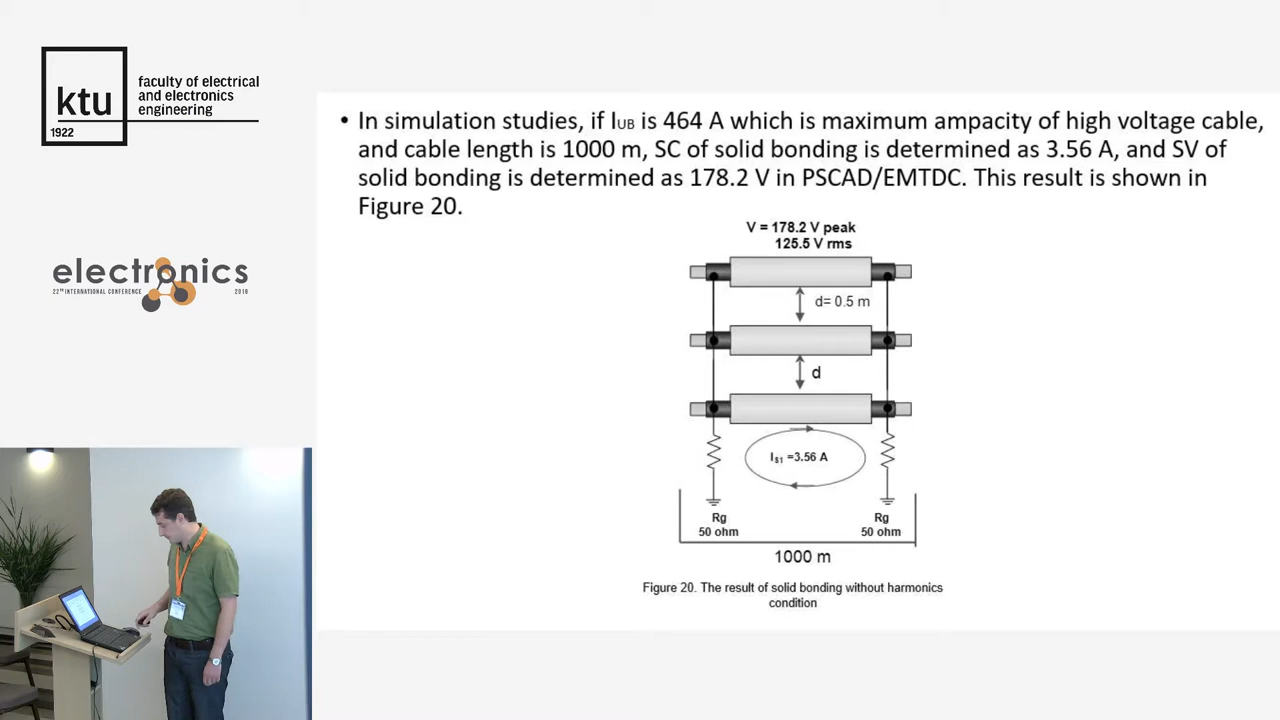 ktu
1922
faculty of electrical
and electronics
engineering
electronics
22TH INTERNATIONAL CONFERENCE 2018
• In simulation studies, if IUB is 464 A which is maximum ampacity of high voltage cable,
and cable length is 1000 m, SC of solid bonding is determined as 3.56 A, and SV of
solid bonding is determined as 178.2 V in PSCAD/EMTDC. This result is shown in
Figure 20.
V = 178.2 V peak
125.5 V rms
d= 0.5 m
d
IS1 =3.56 A
Rg
50 ohm
Rg
50 ohm
1000 m
Figure 20. The result of solid bonding without harmonics
condition